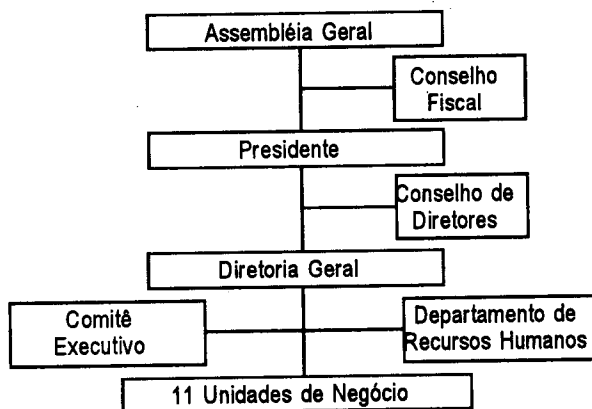 Assembléia Geral
Conselho
Fiscal
Presidente
Conselho de
Diretores
Diretoria Geral
Comitê
Executivo
Departamento de
Recursos Humanos
11 Unidades de Negócio